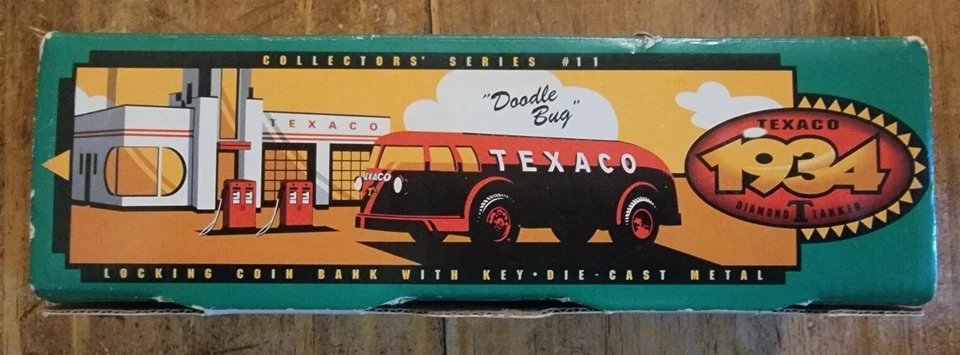 COLLECTORS' SERIES #11
"Doodle
Bug"
TEXACO
TEXACO
TEXACO
T
TEXACO
1934
DIAMOND T TANKER
LOCKING COIN BANK WITH KEY•DIE-CAST METAL